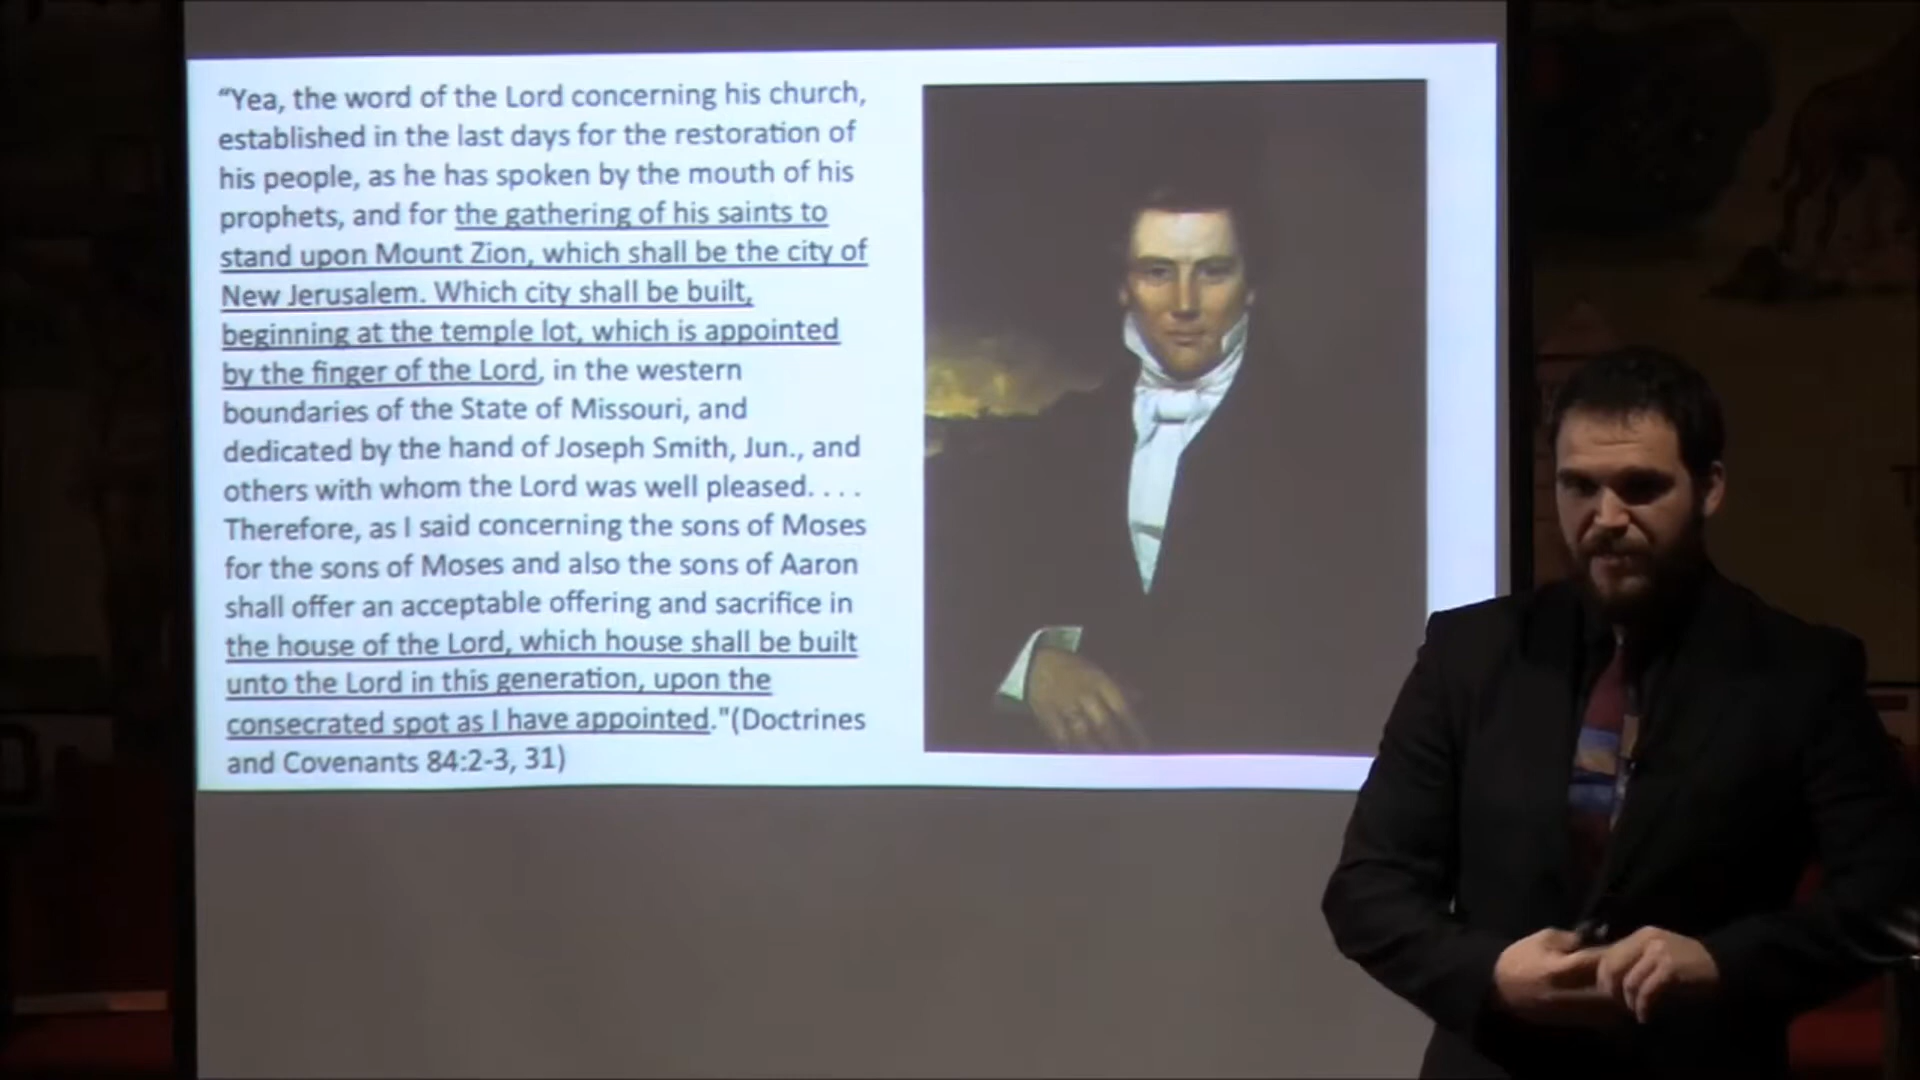 “Yea, the word of the Lord concerning his church,
established in the last days for the restoration of
his people, as he has spoken by the mouth of his
prophets, and for the gathering of his saints to
stand upon Mount Zion, which shall be the city of
New Jerusalem. Which city shall be built,
beginning at the temple lot, which is appointed
by the finger of the Lord, in the western
boundaries of the State of Missouri, and
dedicated by the hand of Joseph Smith, Jun., and
others with whom the Lord was well pleased. . . .
Therefore, as I said concerning the sons of Moses
for the sons of Moses and also the sons of Aaron
shall offer an acceptable offering and sacrifice in
the house of the Lord, which house shall be built
unto the Lord in this generation, upon the
consecrated spot as I have appointed."(Doctrines
and Covenants 84:2-3, 31)